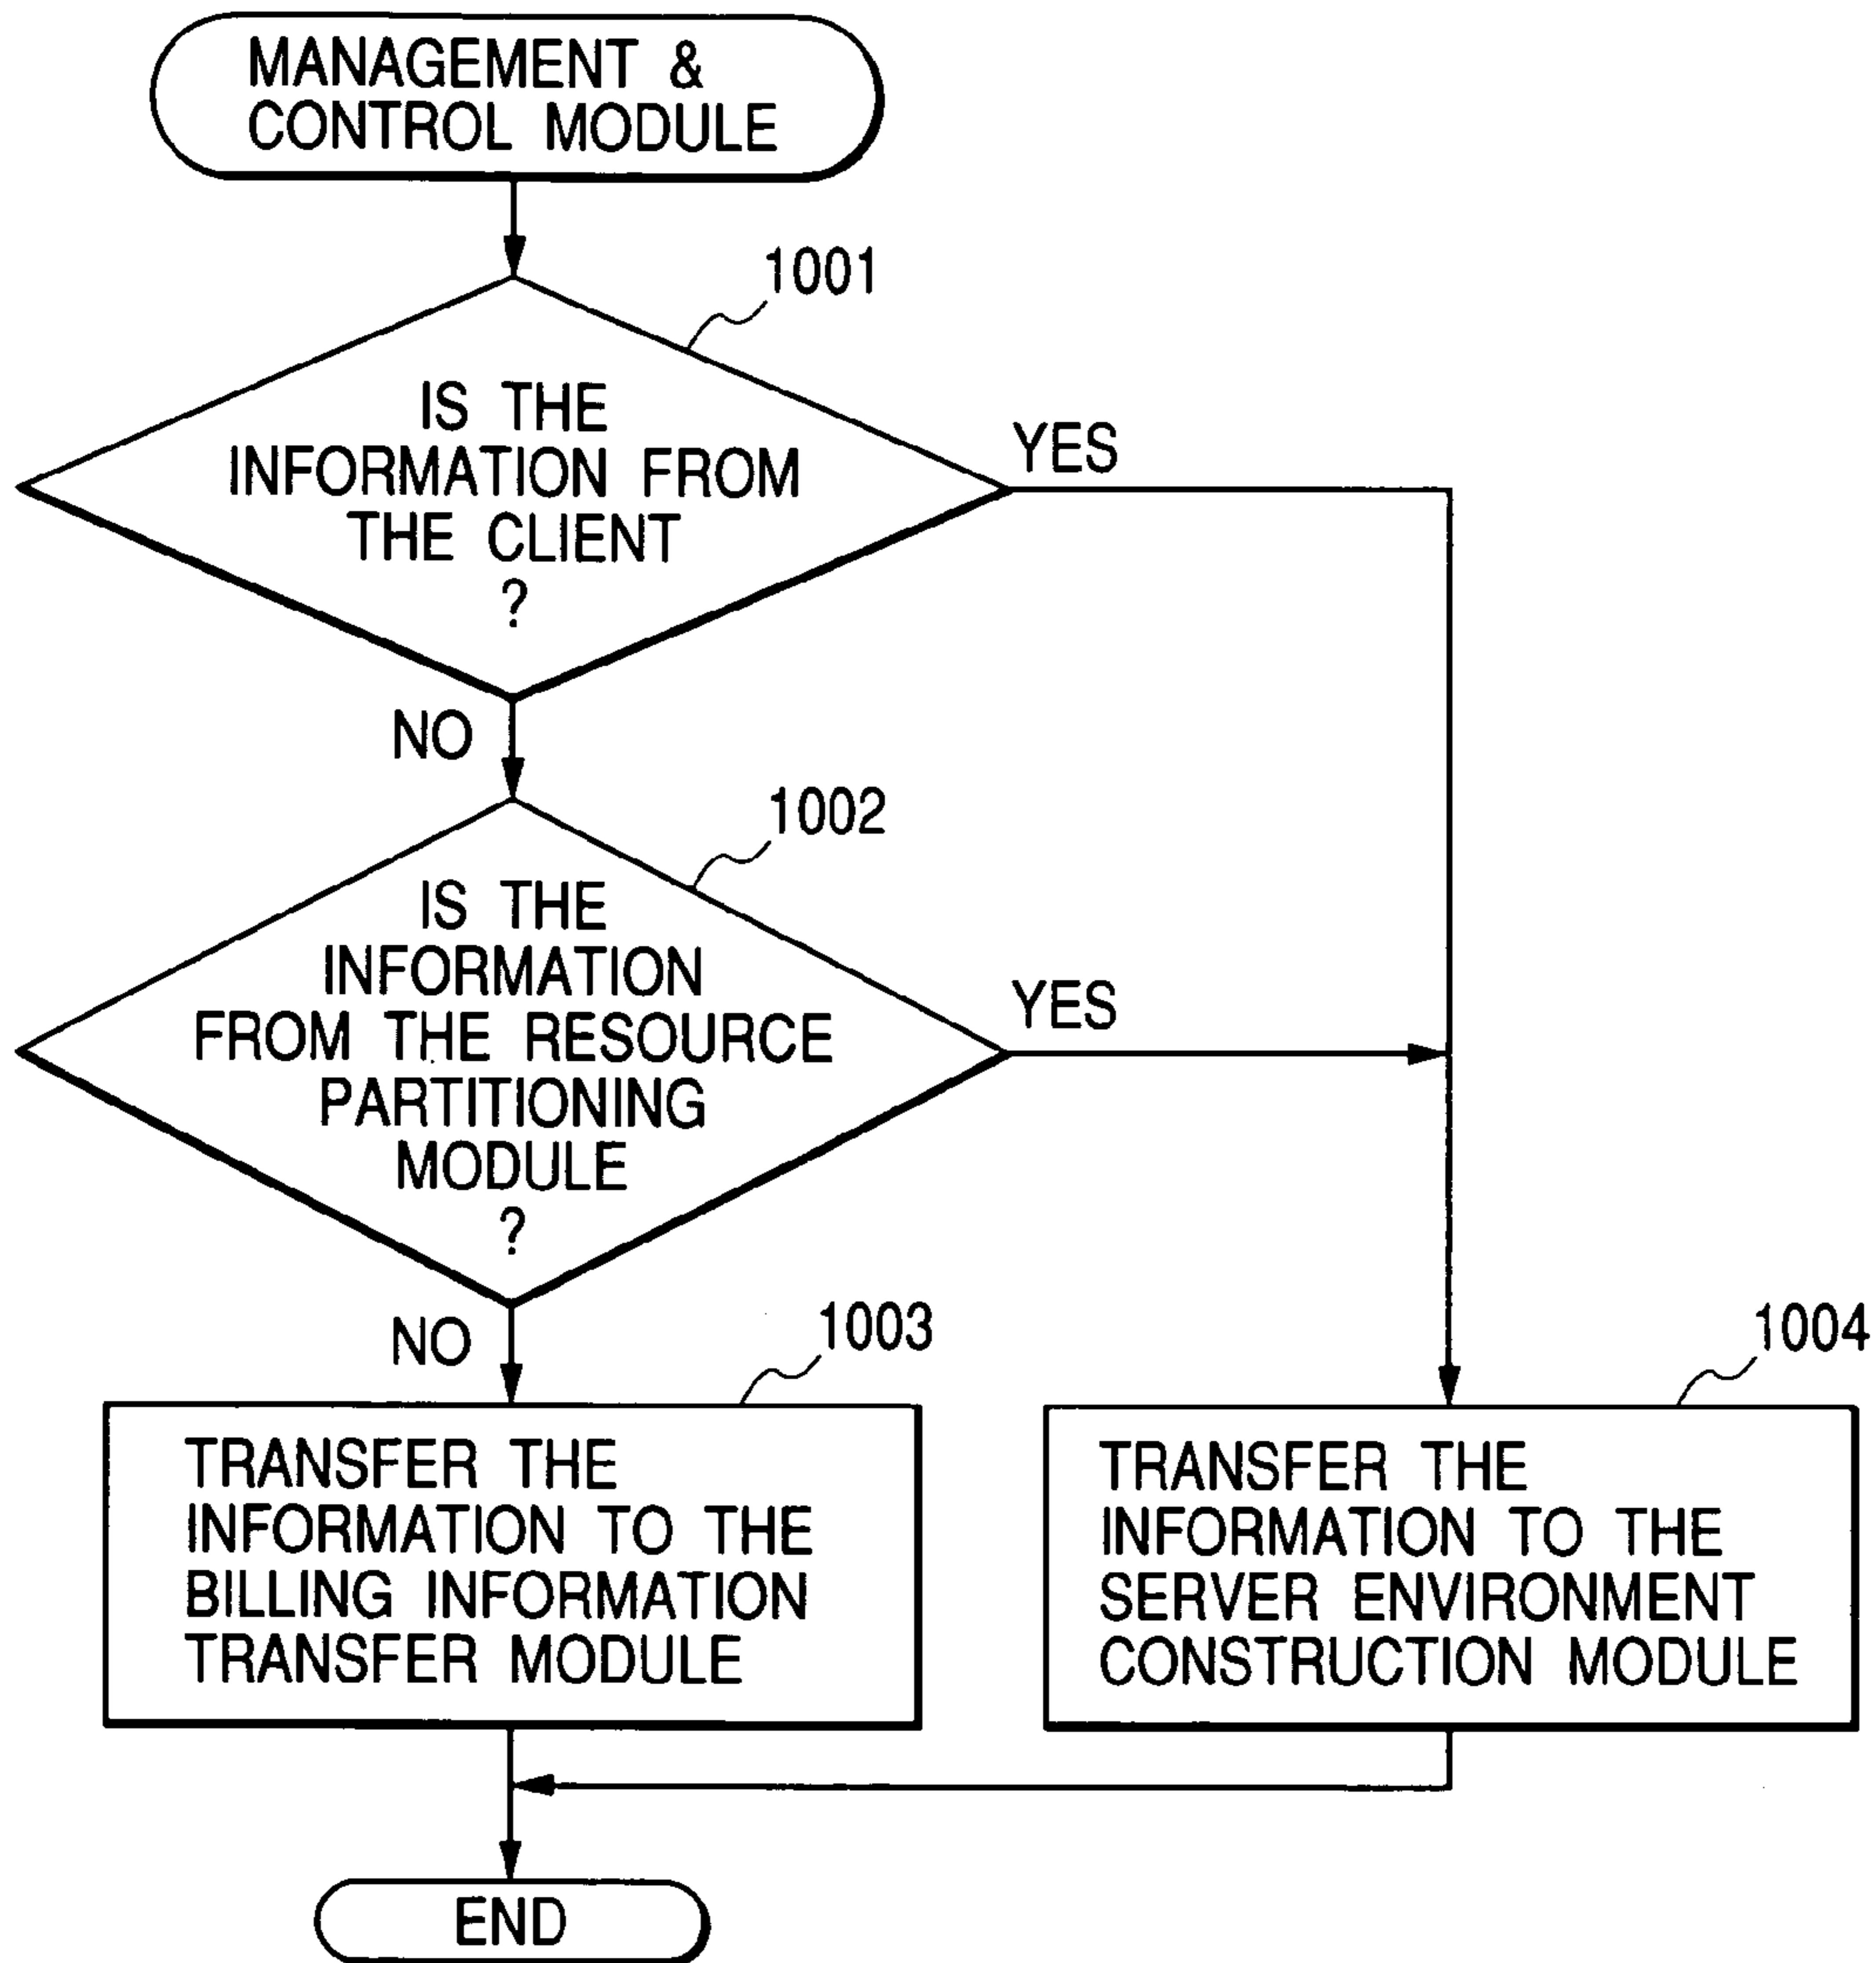 MANAGEMENT &
CONTROL MODULE
1001
IS THE
INFORMATION FROM
THE CLIENT
?
YES
NO
1002
IS THE
INFORMATION
FROM THE RESOURCE
PARTITIONING
MODULE
?
YES
NO
1003
TRANSFER THE
INFORMATION TO THE
BILLING INFORMATION
TRANSFER MODULE
1004
TRANSFER THE
INFORMATION TO THE
SERVER ENVIRONMENT
CONSTRUCTION MODULE
END